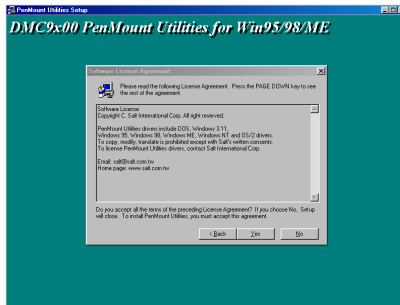 PenMount Utilities Setup
DMC9x00 PenMount Utilities for Win95/98/ME
Software License Agreement
Please read the following License Agreement. Press the PAGE DOWN key to see
the rest of the agreement.
Software License
Copyright C. Salt International Corp. All right reserved.
PenMount Utilities drivers include DOS, Windows 3.11,
Windows 95, Windows 98, Windows ME, Windows NT and OS/2 drivers.
To copy, modify, translate is prohibited except with Salt's written consents.
To license PenMount Utilities drivers, contact Salt International Corp.
Email: salt@salt.com.tw
Home page: www.salt.com.tw
Do you accept all the terms of the preceding License Agreement? If you choose No, Setup
will close. To install PenMount Utilities, you must accept this agreement.
< Back Yes No